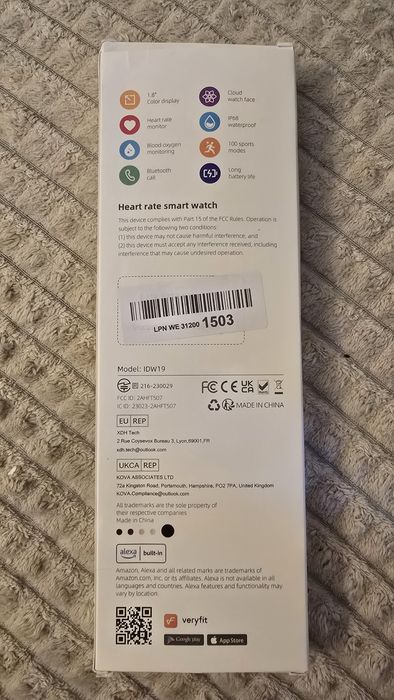 1.8"
Color display
Cloud
watch face
Heart rate
monitor
IP68
waterproof
Blood oxygen
monitoring
100 sports
modes
Bluetooth
call
Long
battery life
Heart rate smart watch
This device complies with Part 15 of the FCC Rules. Operation is
subject to the following two conditions:
(1) this device may not cause harmful interference, and
(2) this device must accept any interference received, including
interference that may cause undesired operation.
LPN WE 31200 1503
Model: IDW19
216-230029
FCC ID: 2AHFT507
IC ID: 23023-2AHFT507
FC CE UK CA
MADE IN CHINA
EU REP
XDH Tech
2 Rue Coysevox Bureau 3, Lyon,69001,FR
xdh.tech@outlook.com
UKCA REP
KOVA ASSOCIATES LTD
72a Kingston Road, Portsmouth, Hampshire, PO2 7PA, United Kingdom
KOVA.Compliance@outlook.com
All trademarks are the sole property of
their respective companies
Made in China
alexa built-in
Amazon, Alexa and all related marks are trademarks of
Amazon.com, Inc. or its affiliates. Alexa is not available in all
languages and countries. Alexa features and functionality may
vary by location
veryfit
Google play
App Store